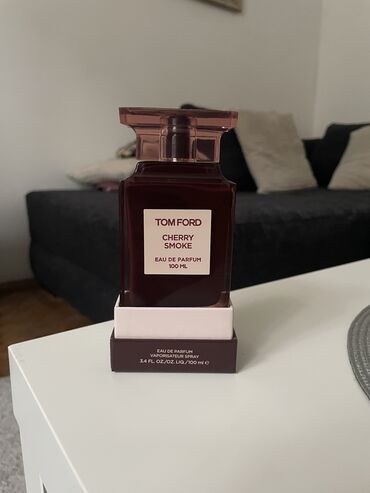 TOM FORD
CHERRY
SMOKE
EAU DE PARFUM
100 ML
EAU DE PARFUM
VAPORISATEUR SPRAY
3.4 FL. OZ./OZ. LIQ./100 ml ℮